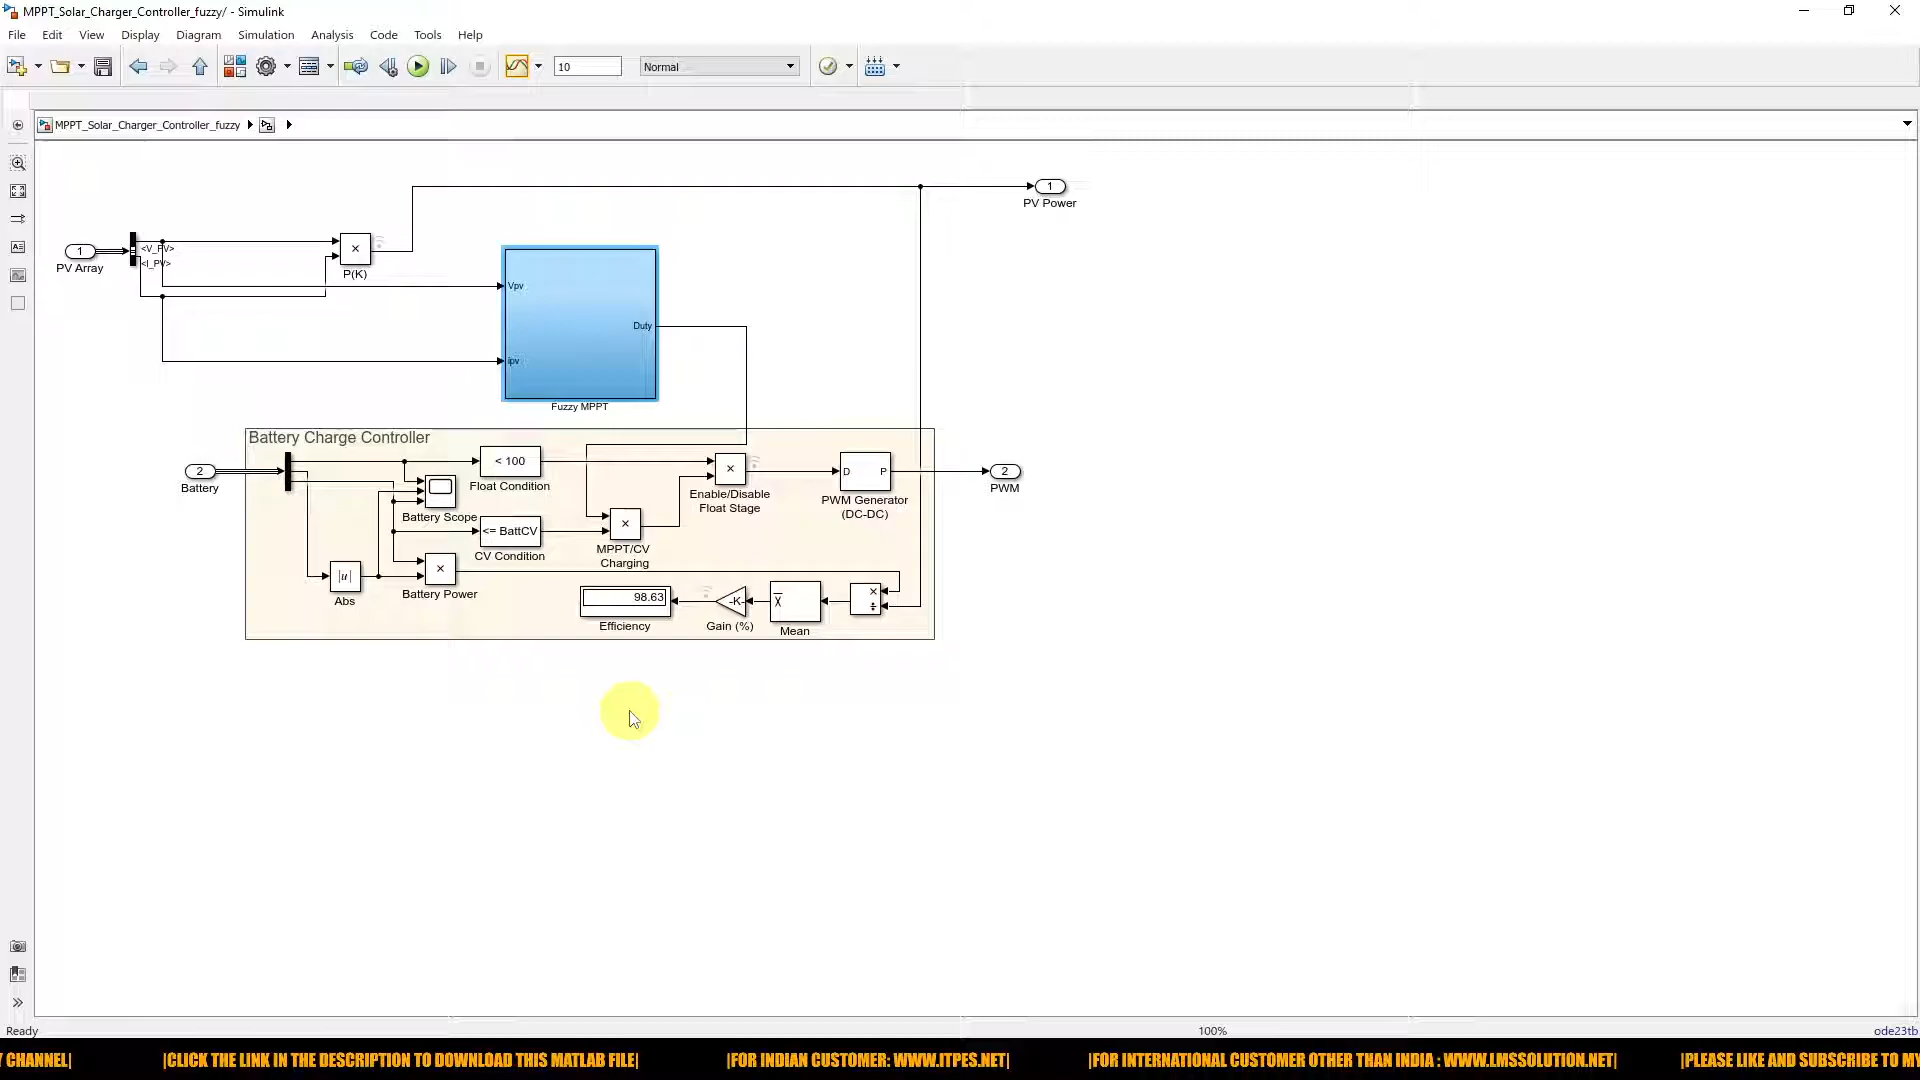 MPPT_Solar_Charger_Controller_fuzzy/ - Simulink
File Edit View Display Diagram Simulation Analysis Code Tools Help
10 Normal
MPPT_Solar_Charger_Controller_fuzzy
1
PV Power
1
PV Array
<V_PV>
<I_PV>
×
P(K)
Vpv
Duty
ipv
Fuzzy MPPT
Battery Charge Controller
2
Battery
< 100
Float Condition
Battery Scope
<= BattCV
CV Condition
×
MPPT/CV
Charging
×
Enable/Disable
Float Stage
D P
PWM Generator
(DC-DC)
2
PWM
|u|
Abs
×
Battery Power
98.63
Efficiency
-K-
Gain (%)
x
Mean
×
÷
Ready 100% ode23tb
Y CHANNEL| |CLICK THE LINK IN THE DESCRIPTION TO DOWNLOAD THIS MATLAB FILE| |FOR INDIAN CUSTOMER: WWW.ITPES.NET| |FOR INTERNATIONAL CUSTOMER OTHER THAN INDIA : WWW.LMSSOLUTION.NET| |PLEASE LIKE AND SUBSCRIBE TO MY